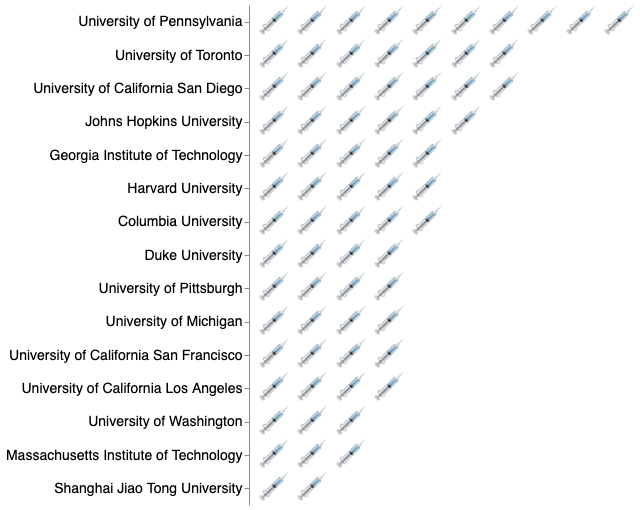 University of Pennsylvania
University of Toronto
University of California San Diego
Johns Hopkins University
Georgia Institute of Technology
Harvard University
Columbia University
Duke University
University of Pittsburgh
University of Michigan
University of California San Francisco
University of California Los Angeles
University of Washington
Massachusetts Institute of Technology
Shanghai Jiao Tong University